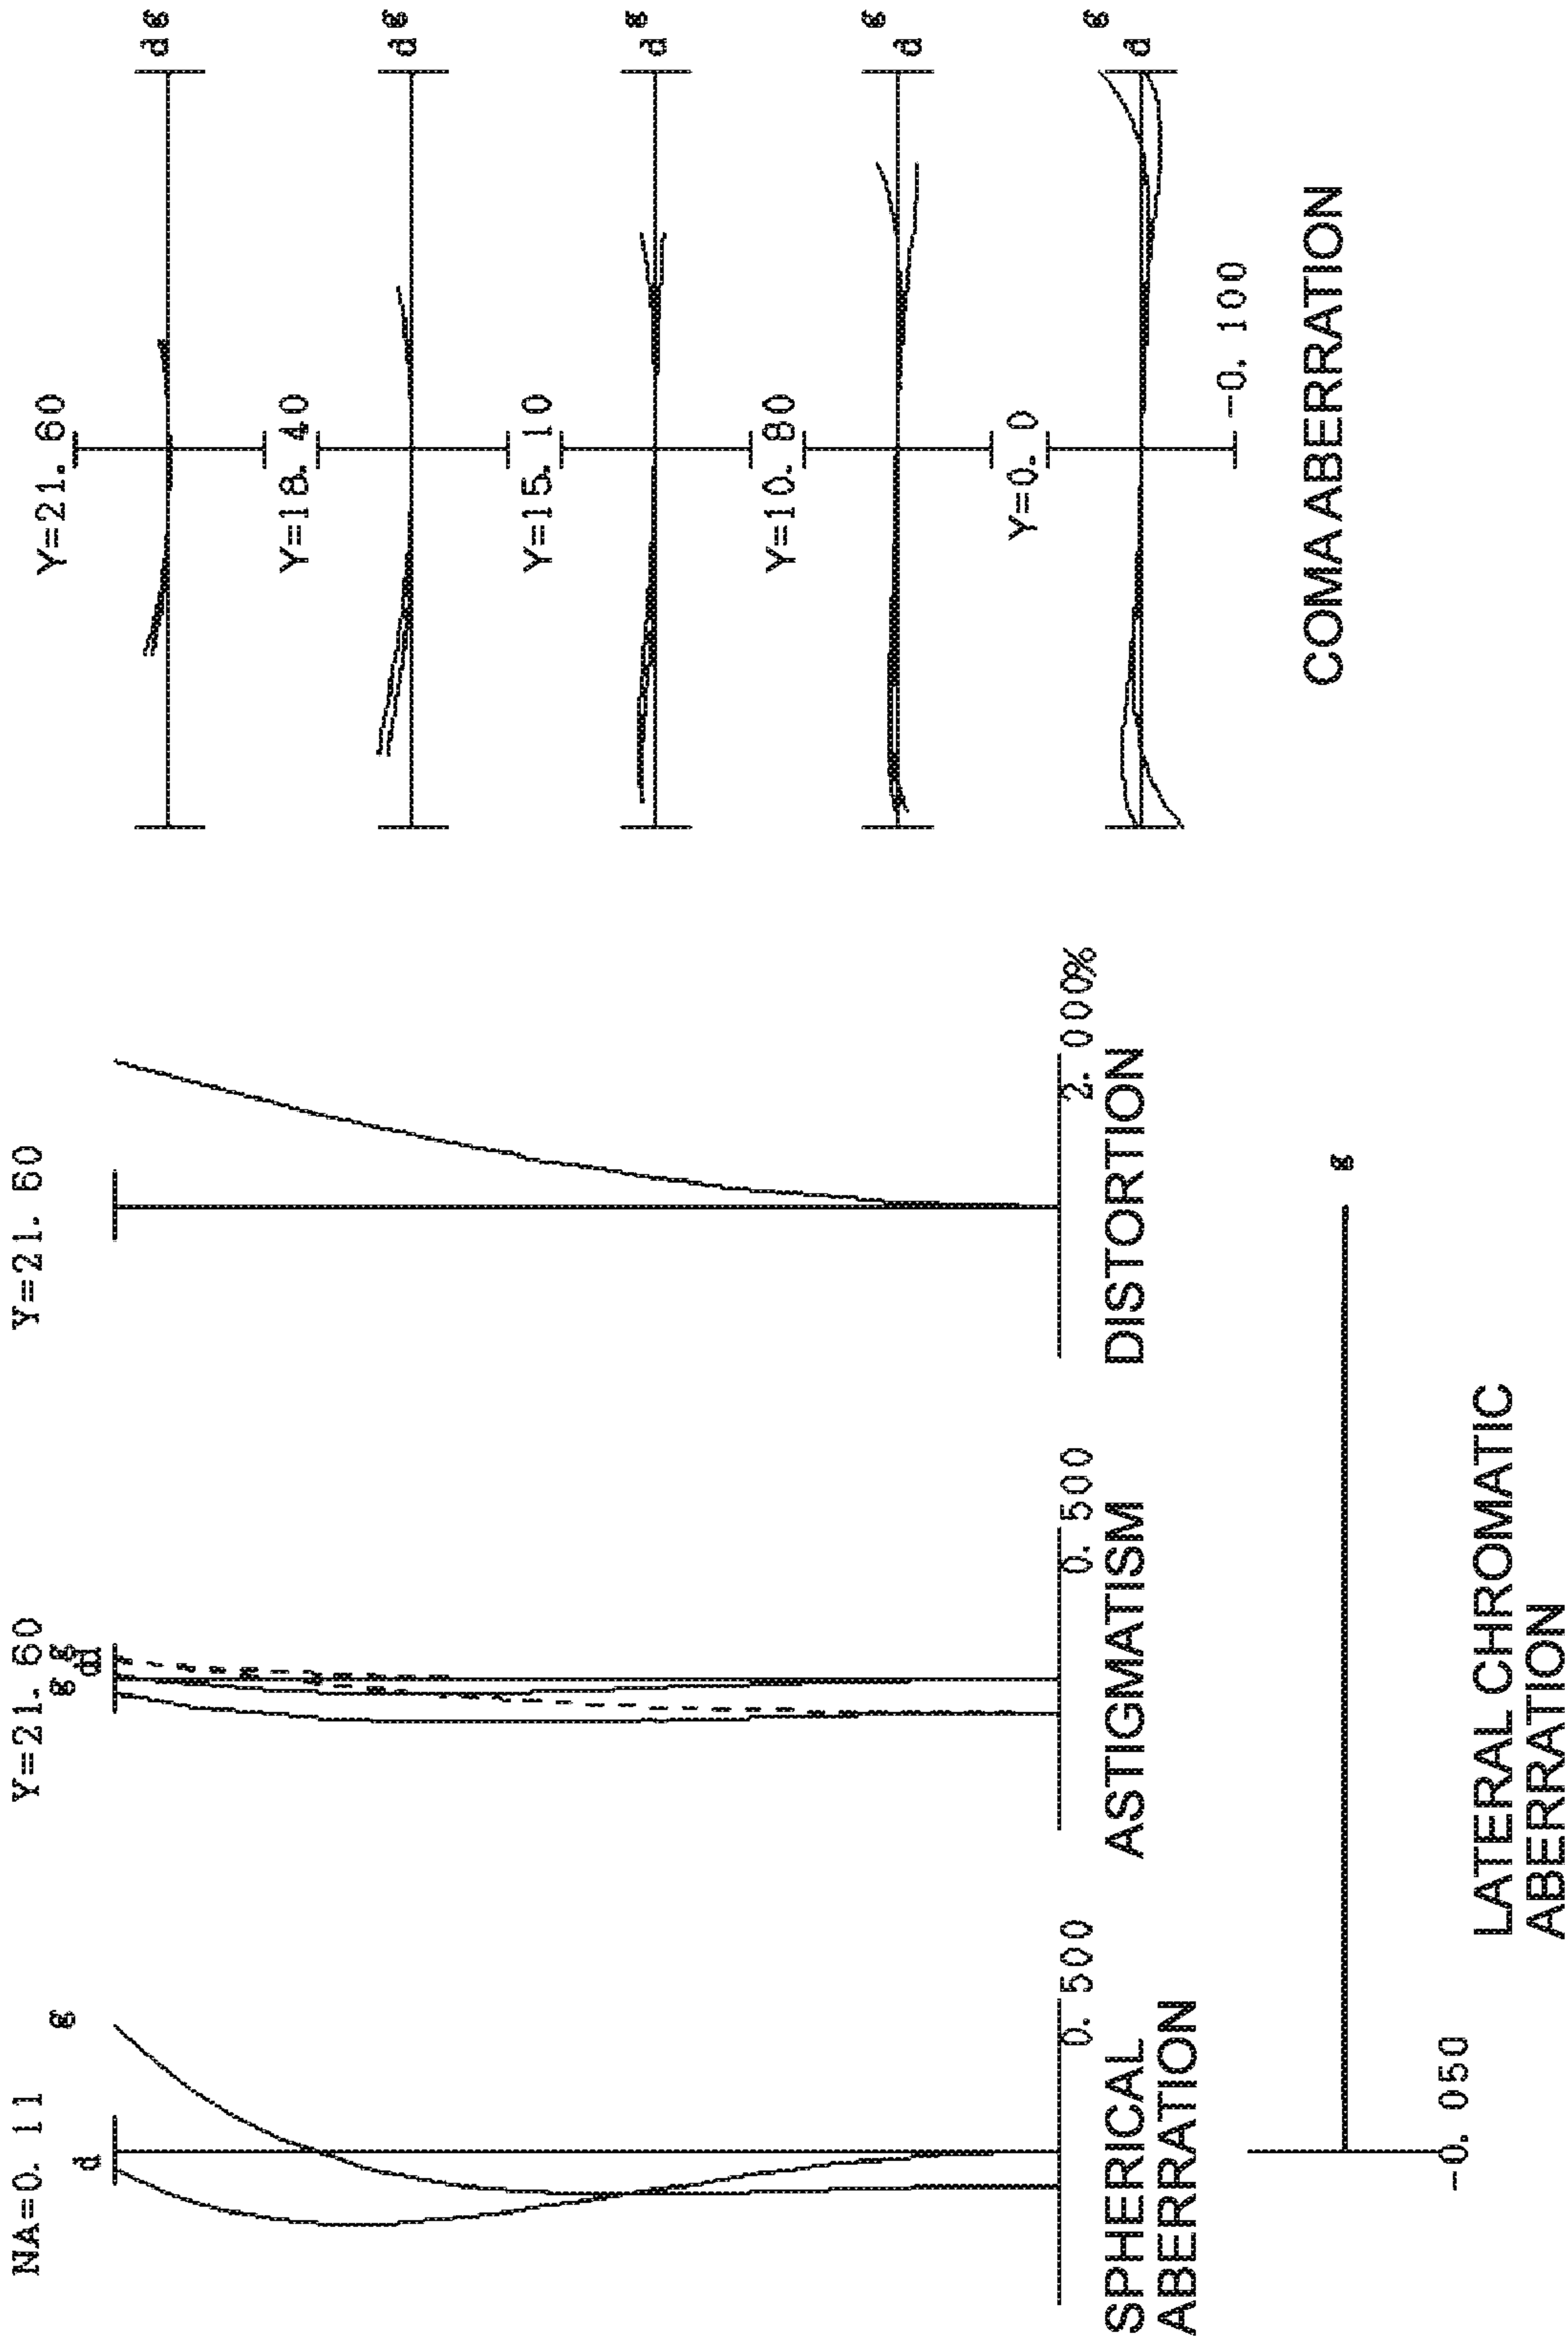 NA=0. 11
d
g
0. 500
SPHERICAL
ABERRATION
Y=21. 60
g
g
d
d
0. 500
ASTIGMATISM
Y=21. 60
2. 000%
DISTORTION
Y=21. 60
d
g
Y=18. 40
d
g
Y=15. 10
d
g
Y=10. 80
d
g
Y=0. 0
d
g
-0. 100
COMA ABERRATION
g
-0. 050
LATERAL CHROMATIC
ABERRATION